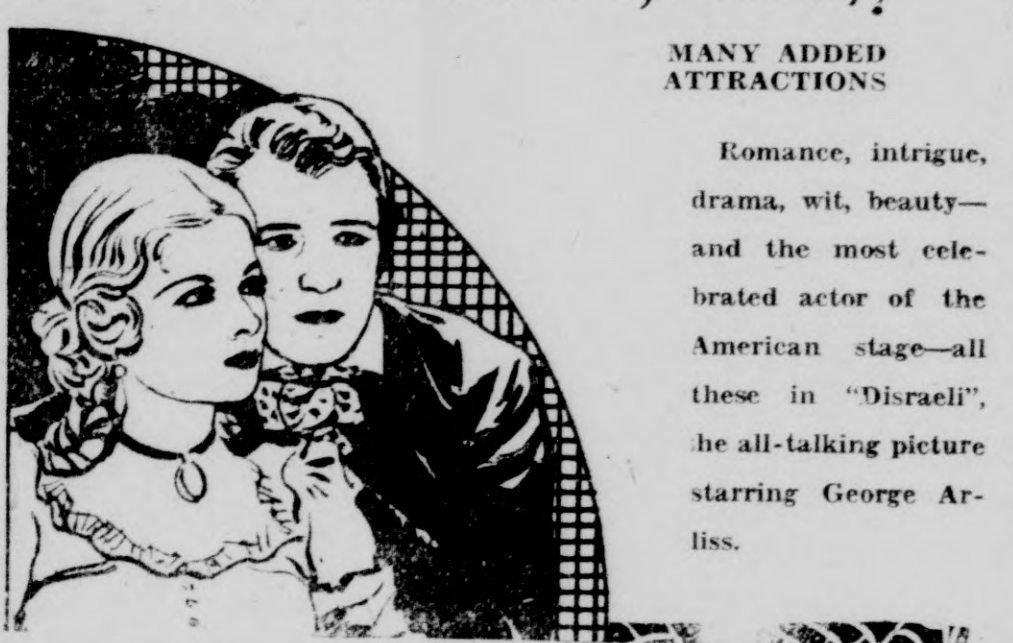 MANY ADDED
ATTRACTIONS
Romance, intrigue,
drama, wit, beauty—
and the most cele-
brated actor of the
American stage—all
these in “Disraeli”,
he all-talking picture
starring George Ar-
liss.